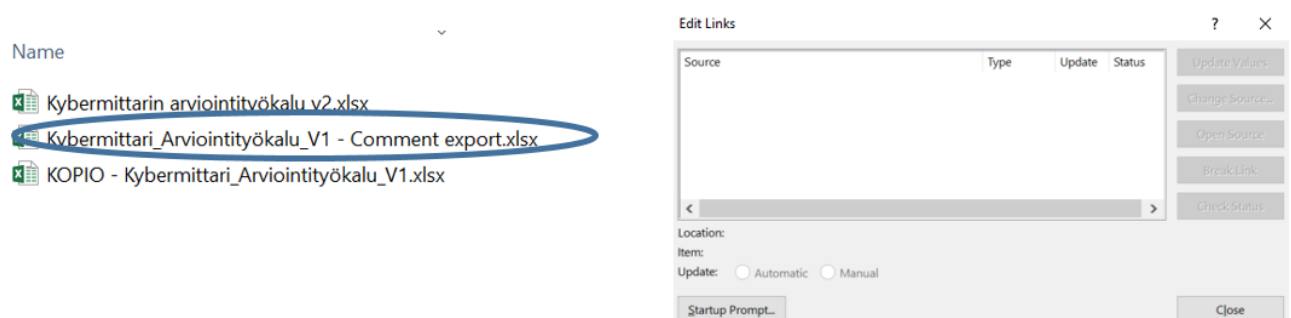 Name
Kybermittarin arviointityökalu v2.xlsx
Kybermittari_Arviointityökalu_V1 - Comment export.xlsx
KOPIO - Kybermittari_Arviointityökalu_V1.xlsx
Edit Links ? ×
Source Type Update Status
Update Values
Change Source...
Open Source
Break Link
Check Status
Location:
Item:
Update: Automatic Manual
Startup Prompt... Close